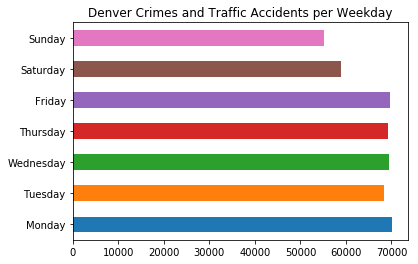 Denver Crimes and Traffic Accidents per Weekday
Sunday
Saturday
Friday
Thursday
Wednesday
Tuesday
Monday
0 10000 20000 30000 40000 50000 60000 70000